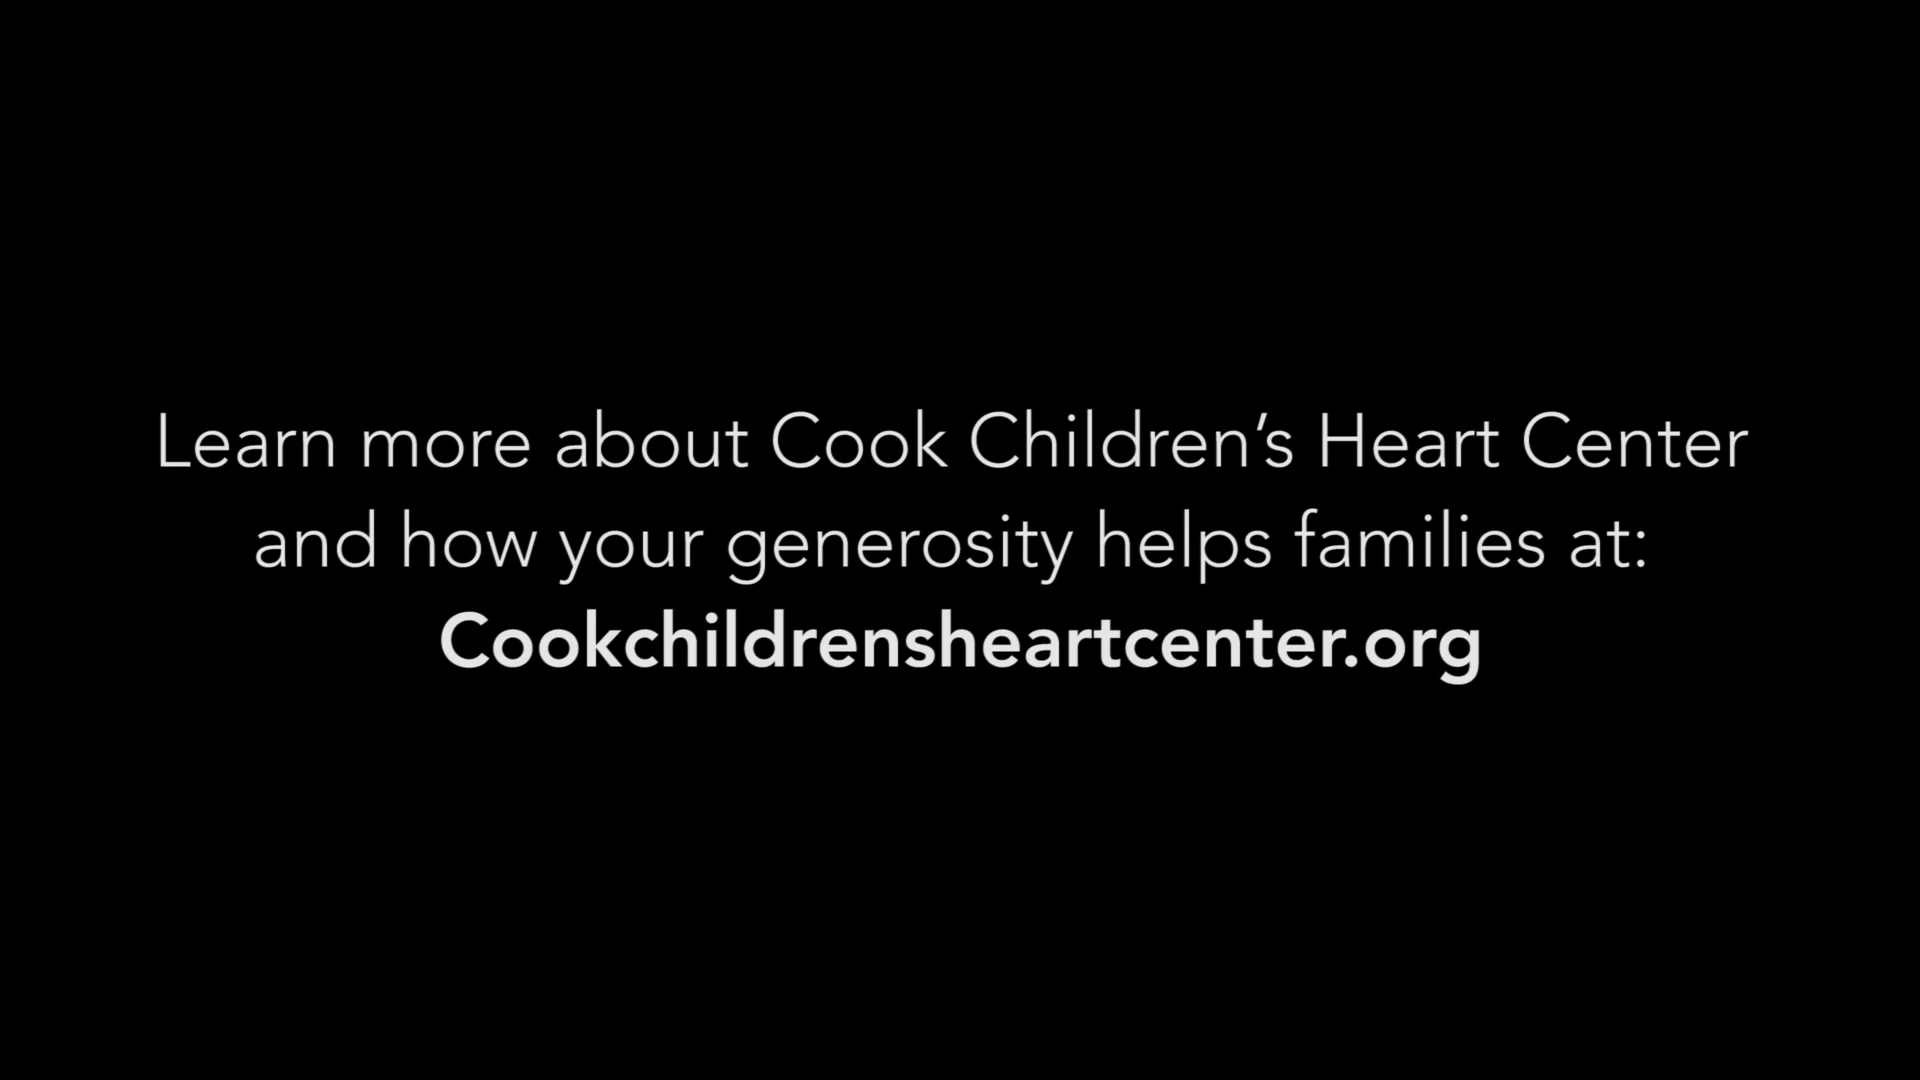 Learn more about Cook Children’s Heart Center
and how your generosity helps families at:
Cookchildrensheartcenter.org